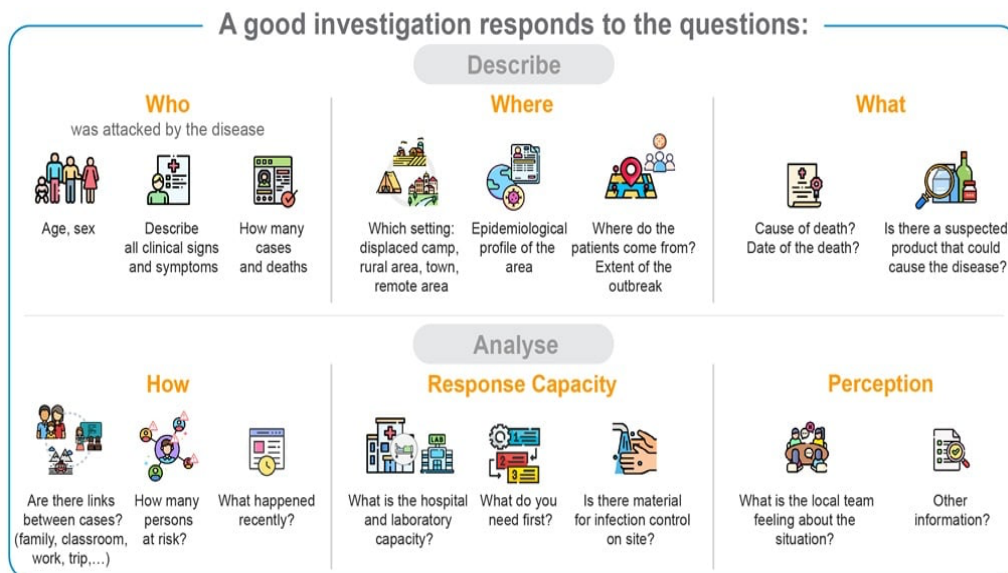 A good investigation responds to the questions:
Describe
Who
was attacked by the disease
Age, sex
Describe
all clinical signs
and symptoms
How many
cases
and deaths
Where
Which setting:
displaced camp,
rural area, town,
remote area
Epidemiological
profile of the
area
Where do the
patients come from?
Extent of the
outbreak
What
Cause of death?
Date of the death?
Is there a suspected
product that could
cause the disease?
Analyse
How
Are there links
between cases?
(family, classroom,
work, trip,...)
How many
persons
at risk?
What happened
recently?
Response Capacity
LAB
1
2
3
What is the hospital
and laboratory
capacity?
What do you
need first?
Is there material
for infection control
on site?
Perception
What is the local team
feeling about the
situation?
Other
information?